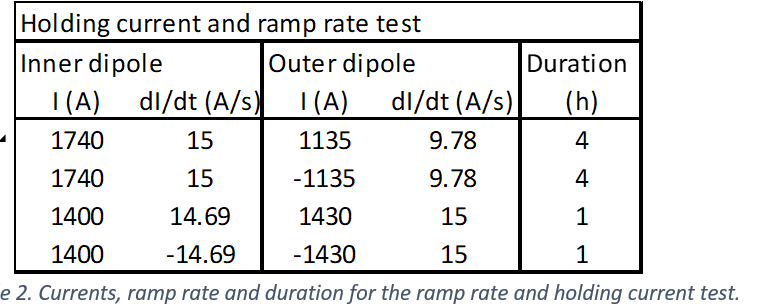 Holding current and ramp rate test
Inner dipole Outer dipole Duration
I (A) dI/dt (A/s) I (A) dI/dt (A/s) (h)
1740 15 1135 9.78 4
1740 15 -1135 9.78 4
1400 14.69 1430 15 1
1400 -14.69 -1430 15 1
2. Currents, ramp rate and duration for the ramp rate and holding current test.